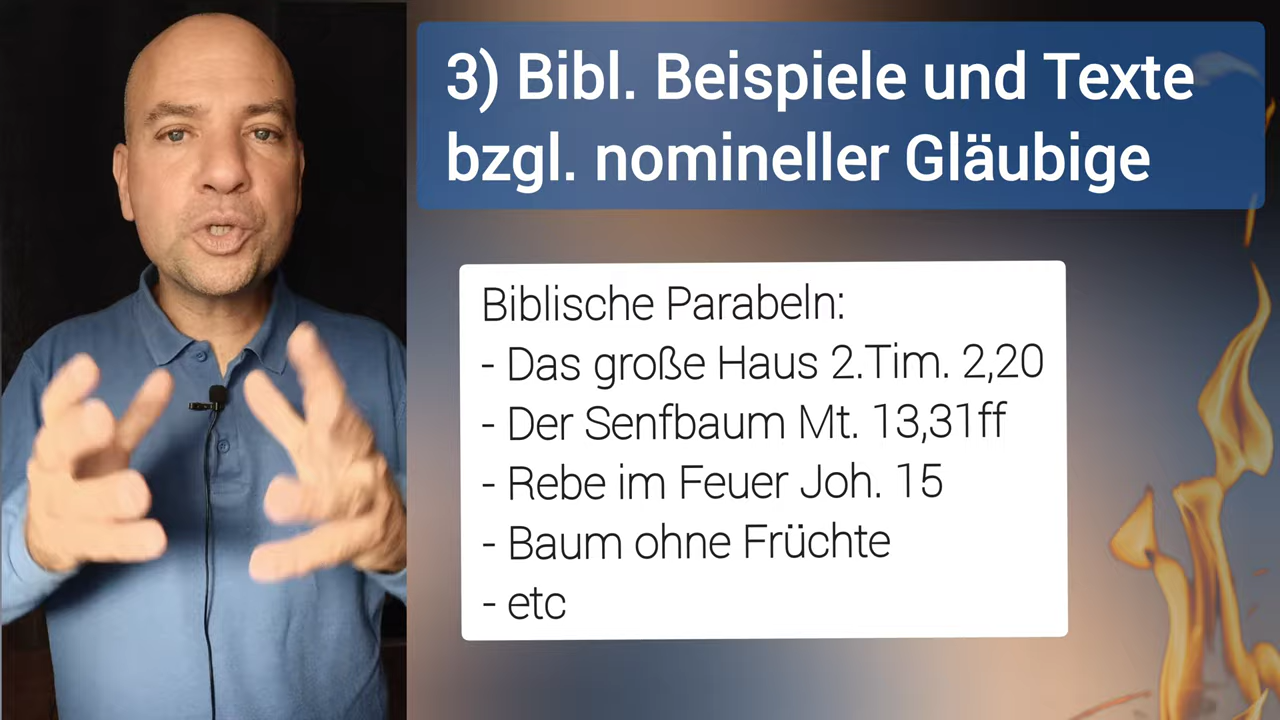 3) Bibl. Beispiele und Texte
bzgl. nomineller Gläubige
Biblische Parabeln:
- Das große Haus 2.Tim. 2,20
- Der Senfbaum Mt. 13,31ff
- Rebe im Feuer Joh. 15
- Baum ohne Früchte
- etc